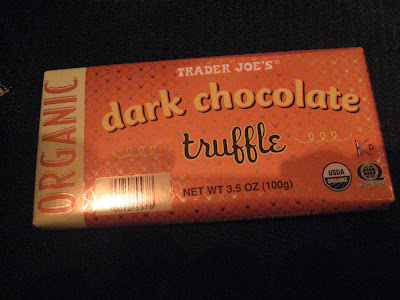 ORGANIC
TRADER JOE'S®
dark chocolate
truffle
NET WT 3.5 OZ (100g)
USDA
ORGANIC